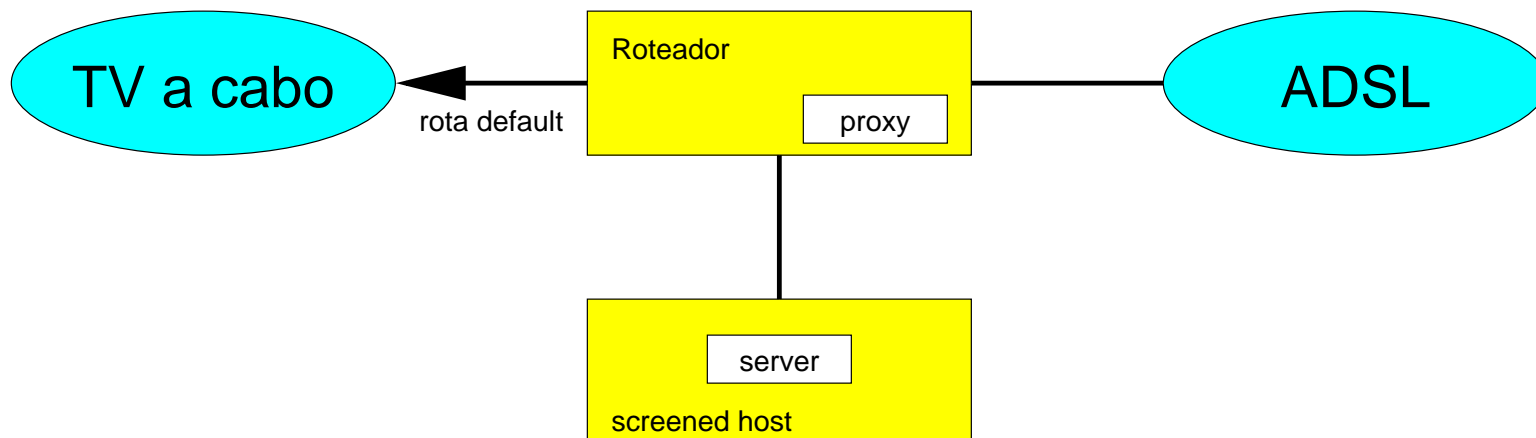 TV a cabo
rota default
Roteador
proxy
ADSL
server
screened host